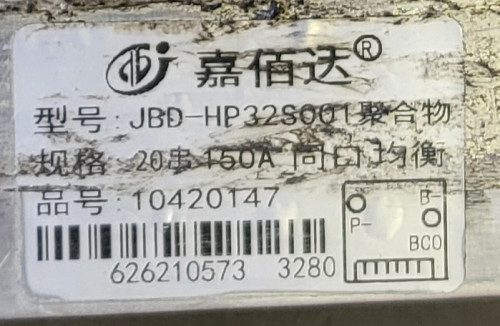 嘉佰达®
型号: JBD-HP32S001聚合物
规格 20串150A 同口 均衡
品号: 10420147
B-
P-
BC0
626210573 3280